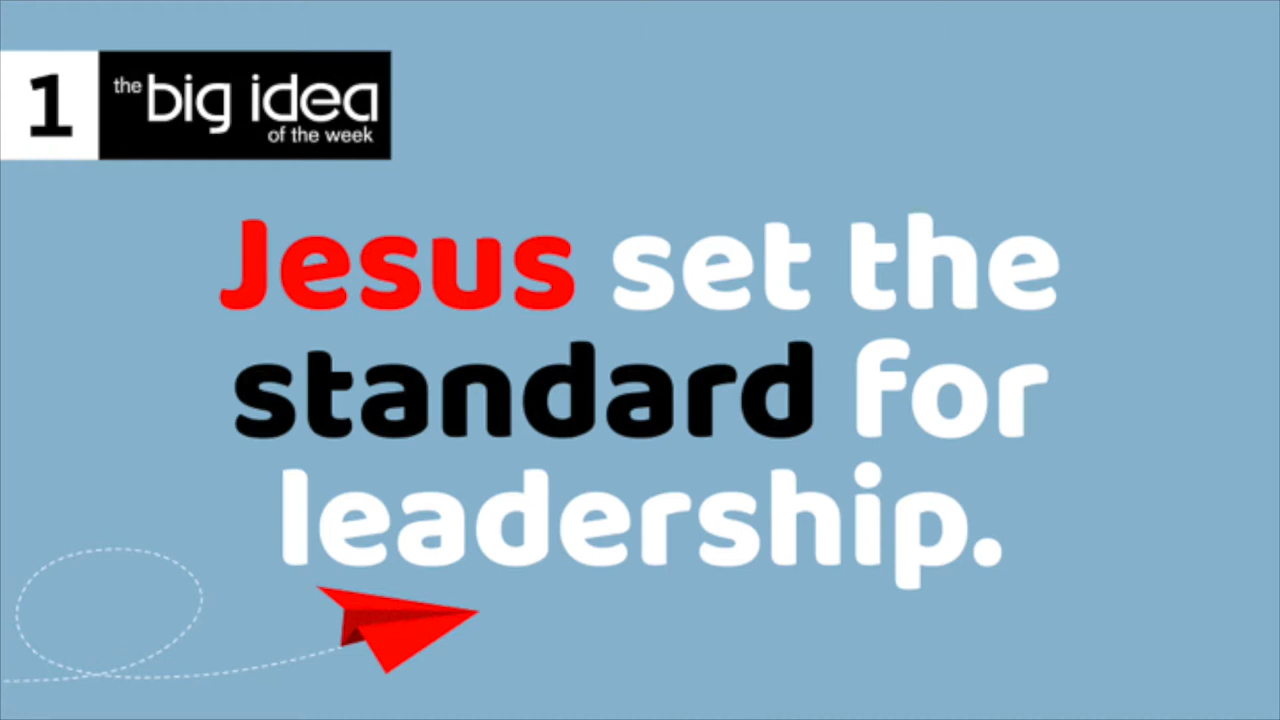 1
the big idea
of the week
Jesus set the
standard for
leadership.